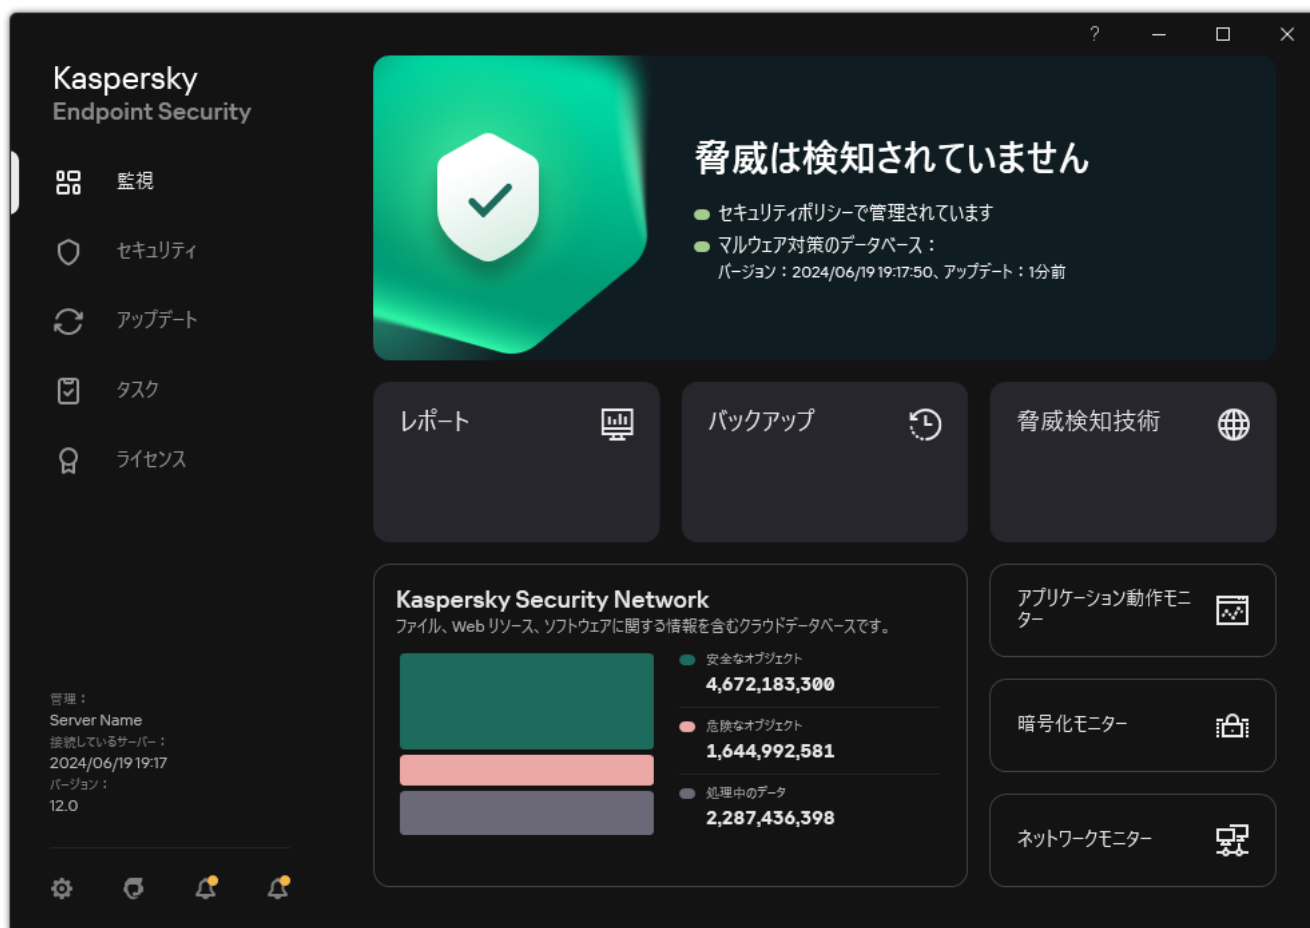 ?
Kaspersky
Endpoint Security
監視
セキュリティ
アップデート
タスク
ライセンス
管理：
Server Name
接続しているサーバー：
2024/06/19 19:17
バージョン：
12.0
脅威は検知されていません
セキュリティポリシーで管理されています
マルウェア対策のデータベース：
バージョン：2024/06/19 19:17:50、アップデート：1分前
レポート
バックアップ
脅威検知技術
Kaspersky Security Network
ファイル、Web リソース、ソフトウェアに関する情報を含むクラウドデータベースです。
安全なオブジェクト
4,672,183,300
危険なオブジェクト
1,644,992,581
処理中のデータ
2,287,436,398
アプリケーション動作モニ
ター
暗号化モニター
ネットワークモニター